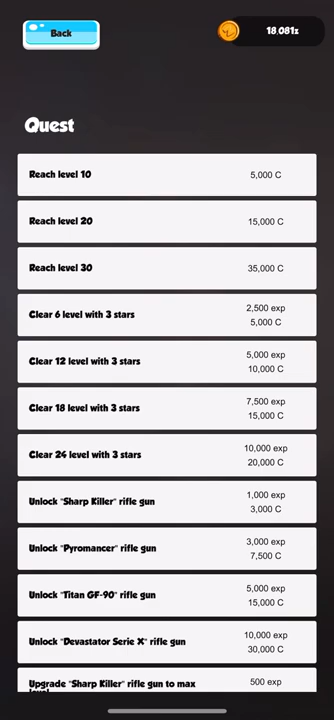 Back
18,081z
Quest
Reach level 10
5,000 C
Reach level 20
15,000 C
Reach level 30
35,000 C
Clear 6 level with 3 stars
2,500 exp
5,000 C
Clear 12 level with 3 stars
5,000 exp
10,000 C
Clear 18 level with 3 stars
7,500 exp
15,000 C
Clear 24 level with 3 stars
10,000 exp
20,000 C
Unlock "Sharp Killer" rifle gun
1,000 exp
3,000 C
Unlock "Pyromancer" rifle gun
3,000 exp
7,500 C
Unlock "Titan GF-90" rifle gun
5,000 exp
15,000 C
Unlock "Devastator Serie X" rifle gun
10,000 exp
30,000 C
Upgrade "Sharp Killer" rifle gun to max
level
500 exp